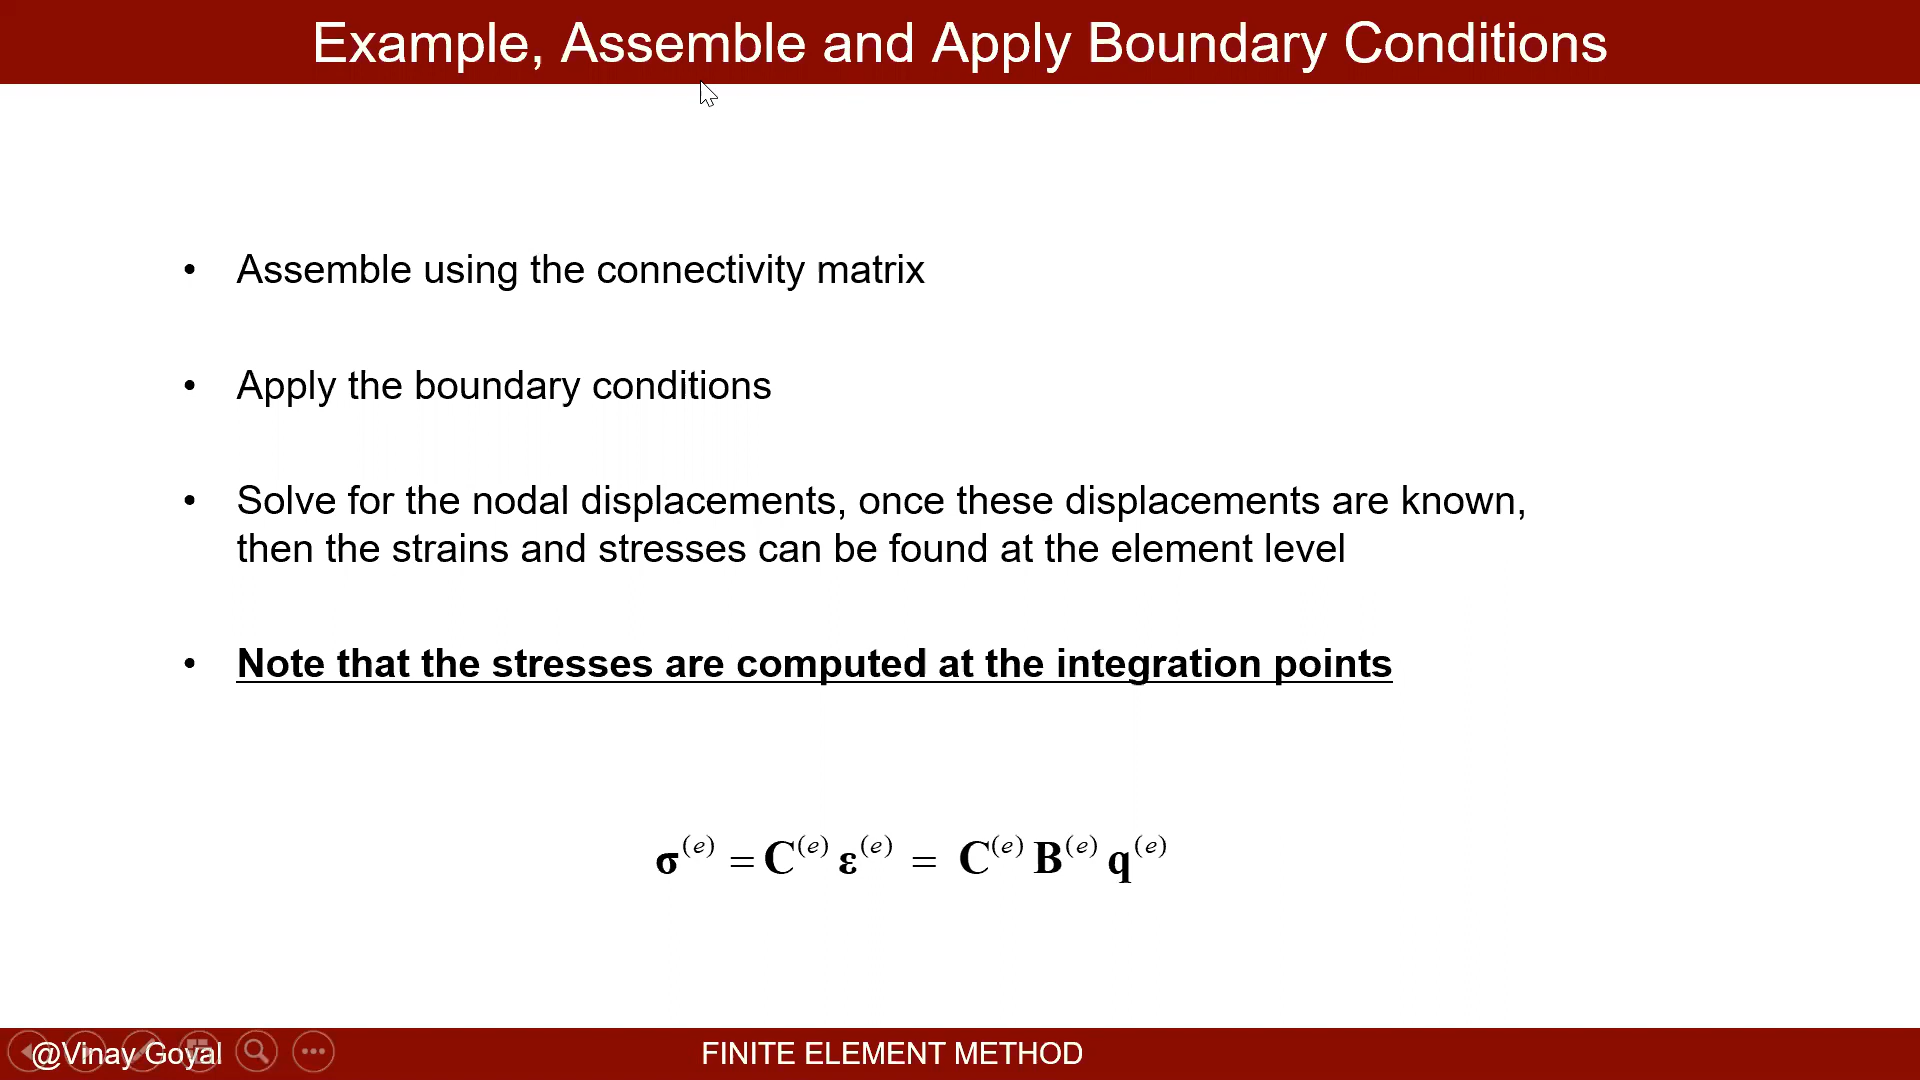 Example, Assemble and Apply Boundary Conditions
• Assemble using the connectivity matrix
• Apply the boundary conditions
• Solve for the nodal displacements, once these displacements are known,
then the strains and stresses can be found at the element level
• Note that the stresses are computed at the integration points
σ^(e) = C^(e) ε^(e) = C^(e) B^(e) q^(e)
@Vinay Goyal
FINITE ELEMENT METHOD